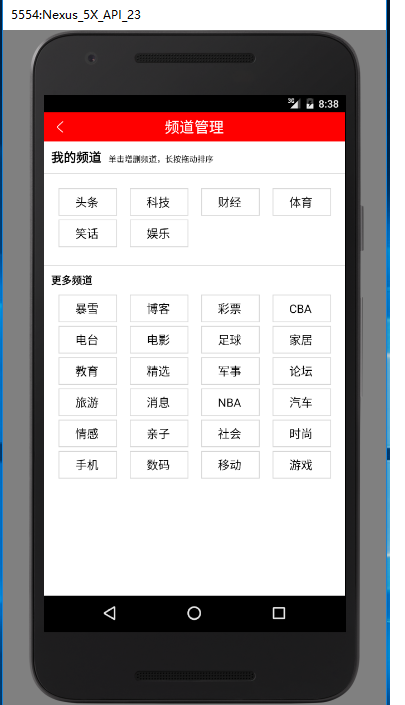 5554:Nexus_5X_API_23
3G 8:38
频道管理
我的频道 单击增删频道，长按拖动排序
头条 科技 财经 体育
笑话 娱乐
更多频道
暴雪 博客 彩票 CBA
电台 电影 足球 家居
教育 精选 军事 论坛
旅游 消息 NBA 汽车
情感 亲子 社会 时尚
手机 数码 移动 游戏